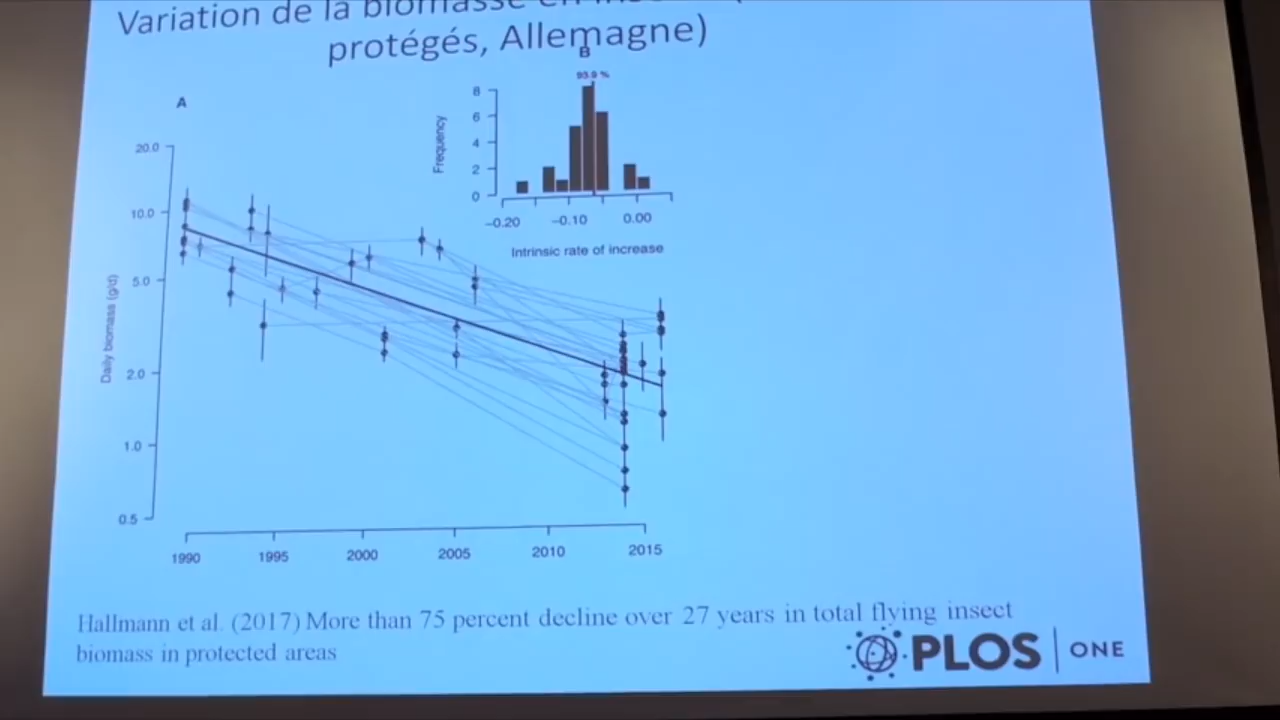 Variation de la biomasse en
protégés, Allemagne)
A
B
93.9 %
8
6
4
2
0
Frequency
−0.20 −0.10 0.00
Intrinsic rate of increase
20.0
10.0
5.0
2.0
1.0
0.5
Daily biomass (g/d)
1990 1995 2000 2005 2010 2015
Hallmann et al. (2017) More than 75 percent decline over 27 years in total flying insect
biomass in protected areas
PLOS ONE